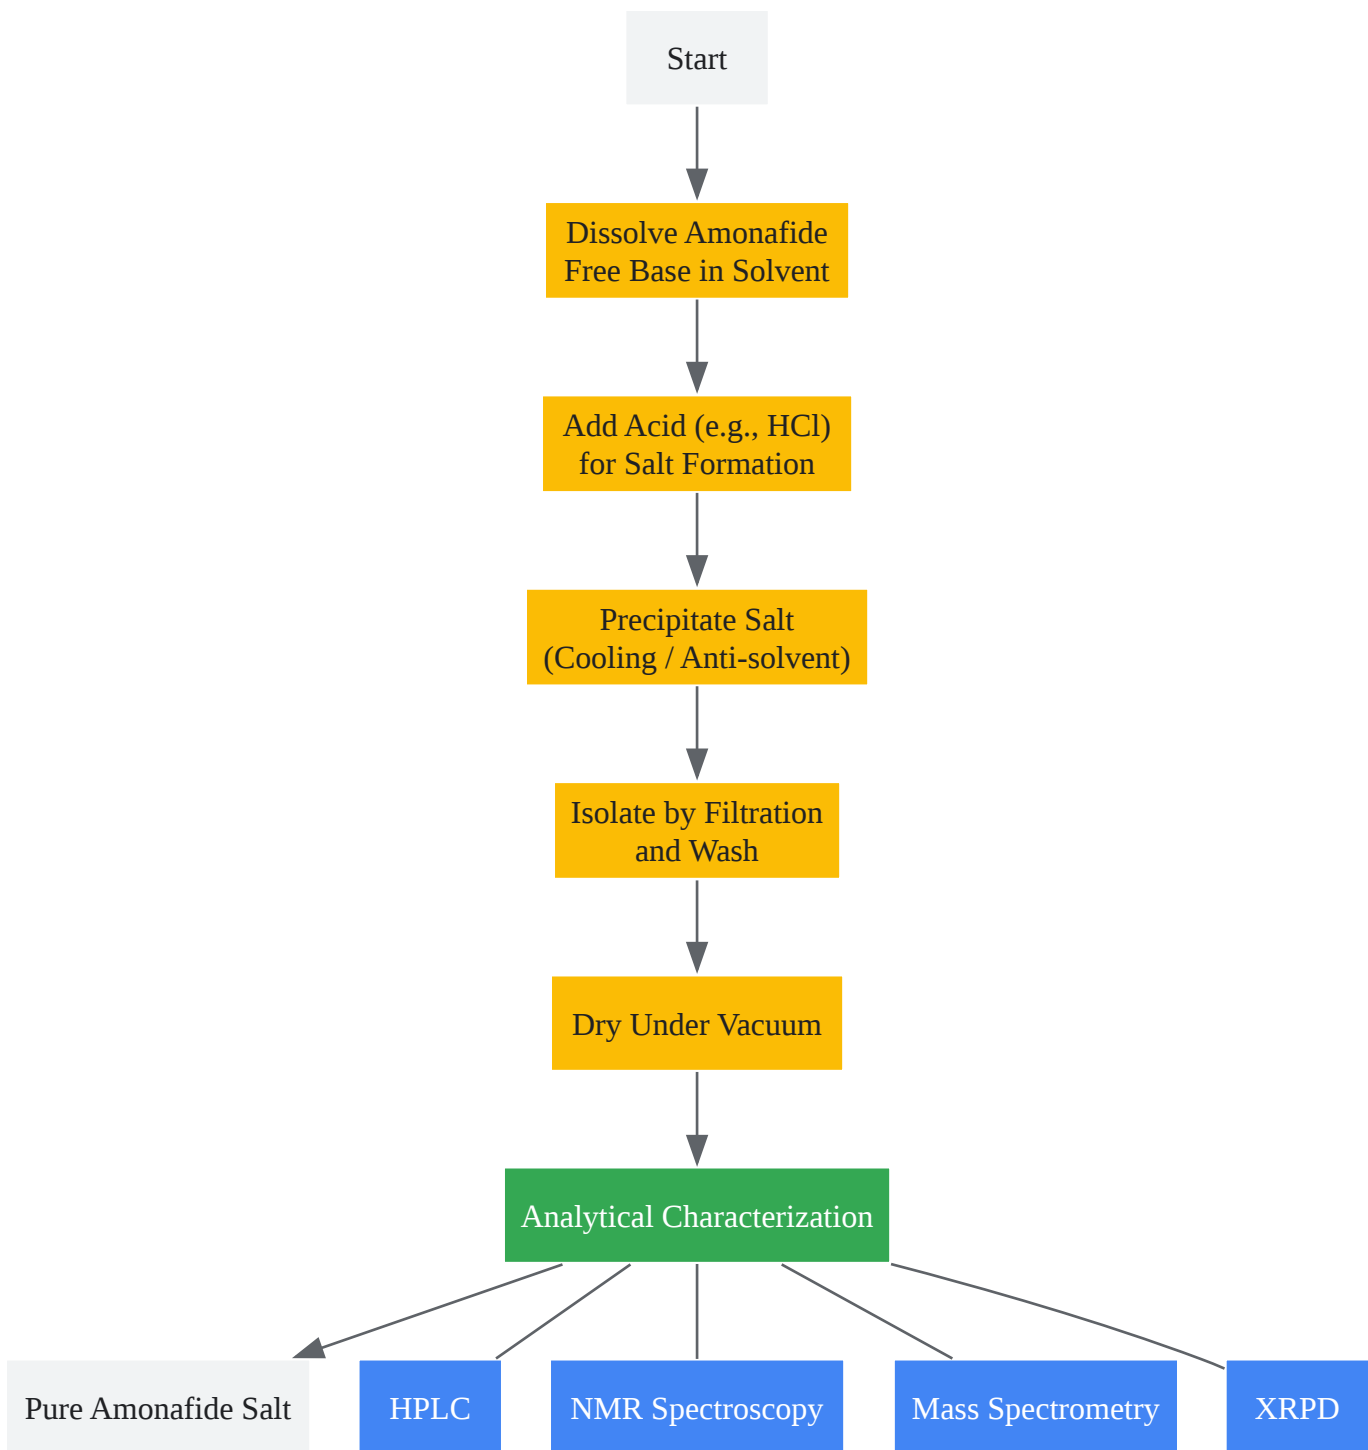 Start
Dissolve Amonafide
Free Base in Solvent
Add Acid (e.g., HCl)
for Salt Formation
Precipitate Salt
(Cooling / Anti-solvent)
Isolate by Filtration
and Wash
Dry Under Vacuum
Analytical Characterization
Pure Amonafide Salt
HPLC
NMR Spectroscopy
Mass Spectrometry
XRPD